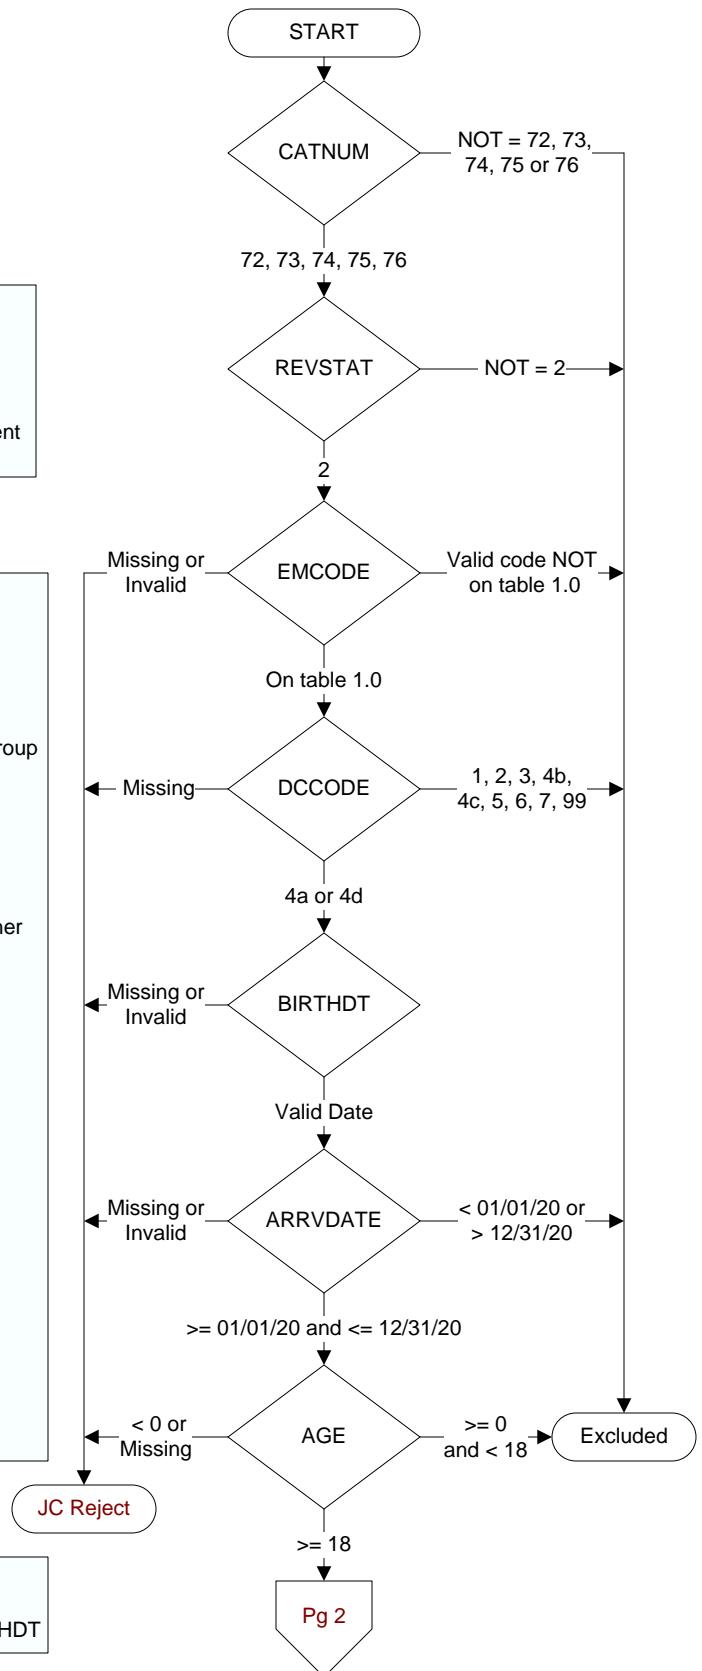 START
CATNUM
NOT = 72, 73,
74, 75 or 76
72, 73, 74, 75, 76
REVSTAT
NOT = 2
ent
2
Missing or
Invalid
EMCODE
Valid code NOT
on table 1.0
On table 1.0
roup
Missing
DCCODE
1, 2, 3, 4b,
4c, 5, 6, 7, 99
4a or 4d
ner
Missing or
Invalid
BIRTHDT
Valid Date
Missing or
Invalid
ARRVDATE
< 01/01/20 or
> 12/31/20
>= 01/01/20 and <= 12/31/20
< 0 or
Missing
AGE
>= 0
and < 18
Excluded
JC Reject
>= 18
Pg 2
HDT